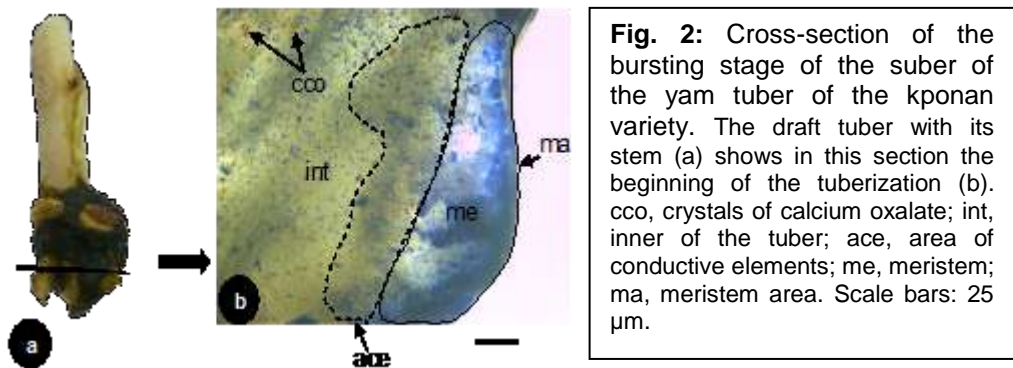 cco
int
me
ma
ace
a
b
Fig. 2: Cross-section of the
bursting stage of the suber of
the yam tuber of the kponan
variety. The draft tuber with its
stem (a) shows in this section the
beginning of the tuberization (b).
cco, crystals of calcium oxalate; int,
inner of the tuber; ace, area of
conductive elements; me, meristem;
ma, meristem area. Scale bars: 25
µm.